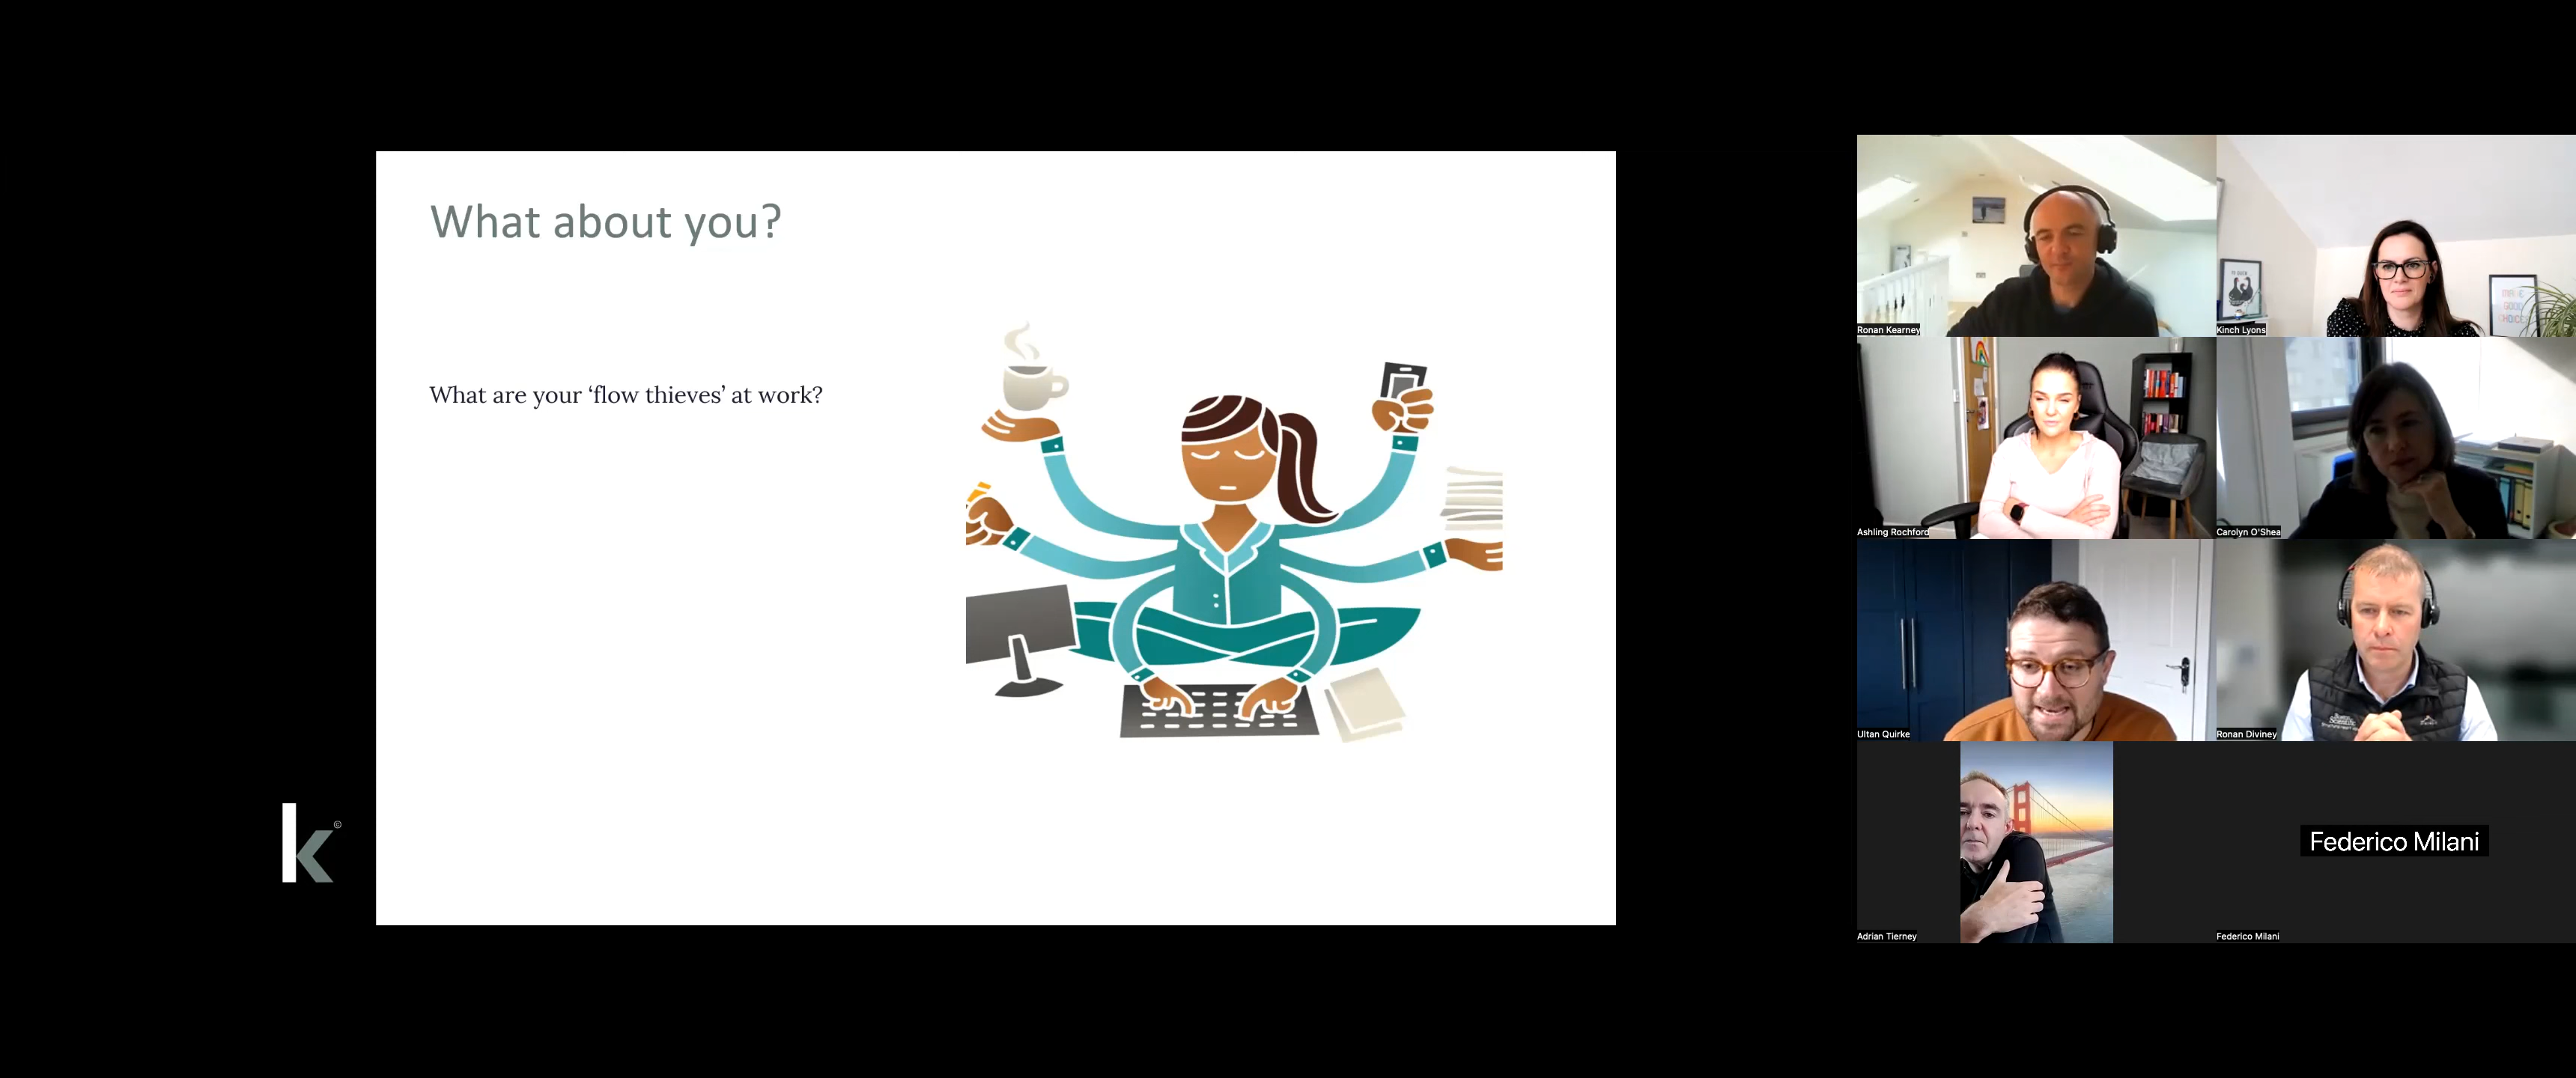 What about you?
What are your ‘flow thieves’ at work?
k©
Ronan Kearney
Kinch Lyons
Ashling Rochford
Carolyn O'Shea
Ultan Quirke
Ronan Diviney
Adrian Tierney
Federico Milani
Federico Milani